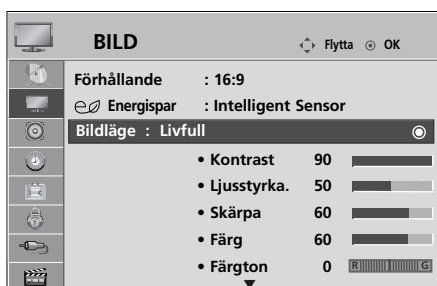 BILD Flytta OK
Förhållande : 16:9
Energispar : Intelligent Sensor
Bildläge : Livfull
• Kontrast 90
• Ljusstyrka. 50
• Skärpa 60
• Färg 60
• Färgton 0 R G